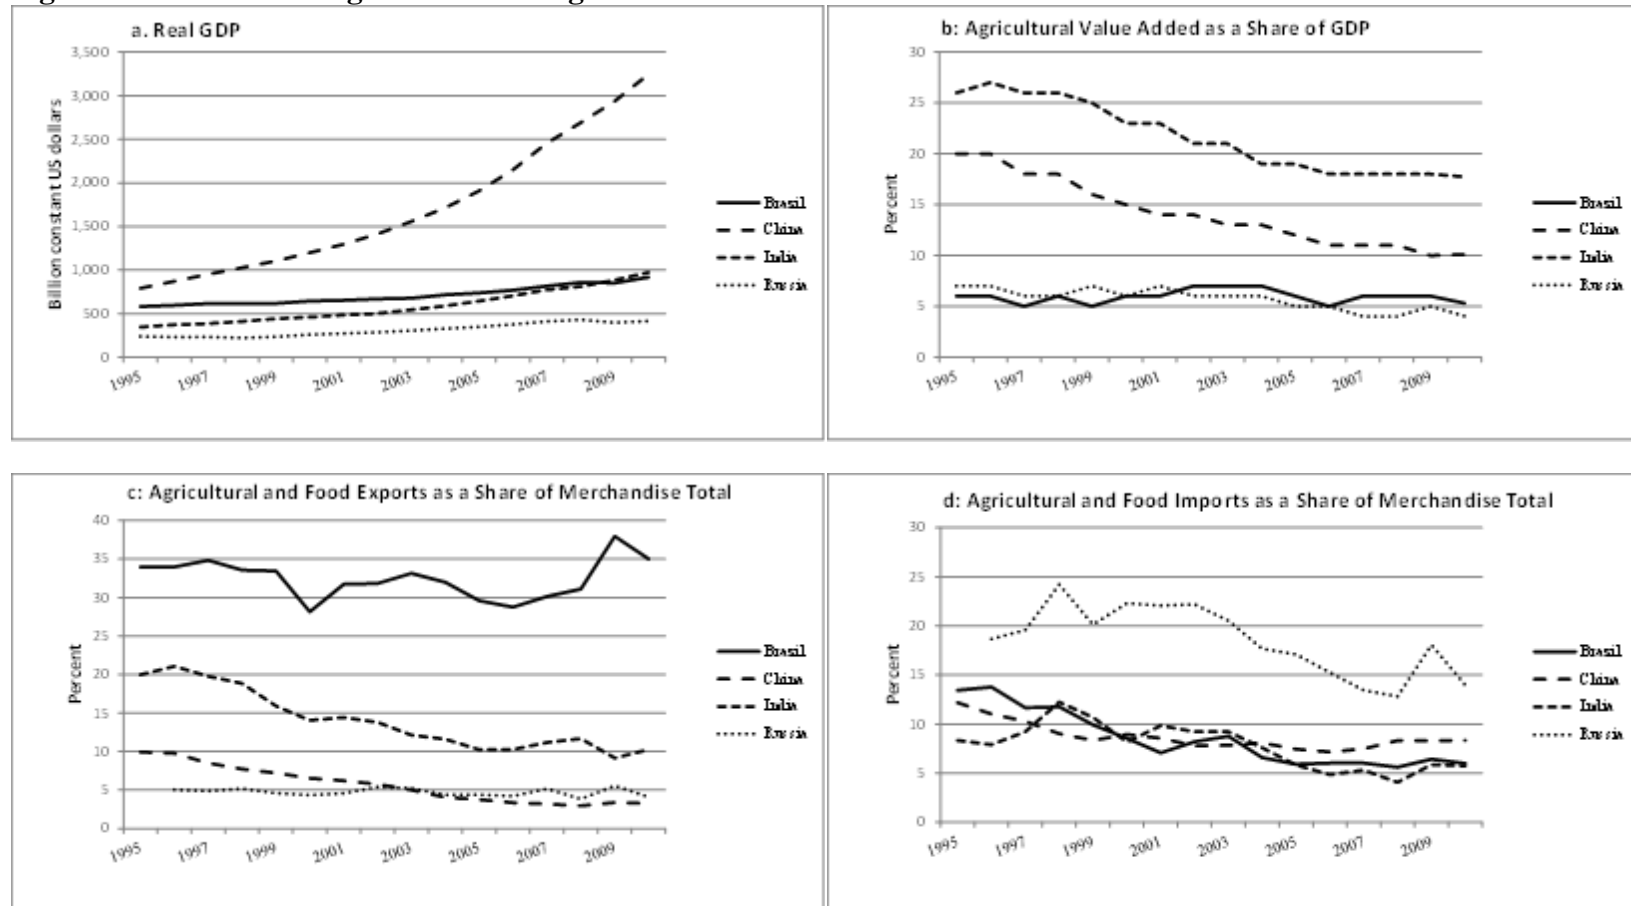 a. Real GDP
Billion constant US dollars
3,500
3,000
2,500
2,000
1,500
1,000
500
0
1995 1997 1999 2001 2003 2005 2007 2009
Brasil
China
India
Russia
b: Agricultural Value Added as a Share of GDP
Percent
30
25
20
15
10
5
0
1995 1997 1999 2001 2003 2005 2007 2009
Brasil
China
India
Russia
c: Agricultural and Food Exports as a Share of Merchandise Total
Percent
40
35
30
25
20
15
10
5
0
1995 1997 1999 2001 2003 2005 2007 2009
Brasil
China
India
Russia
d: Agricultural and Food Imports as a Share of Merchandise Total
Percent
30
25
20
15
10
5
0
1995 1997 1999 2001 2003 2005 2007 2009
Brasil
China
India
Russia